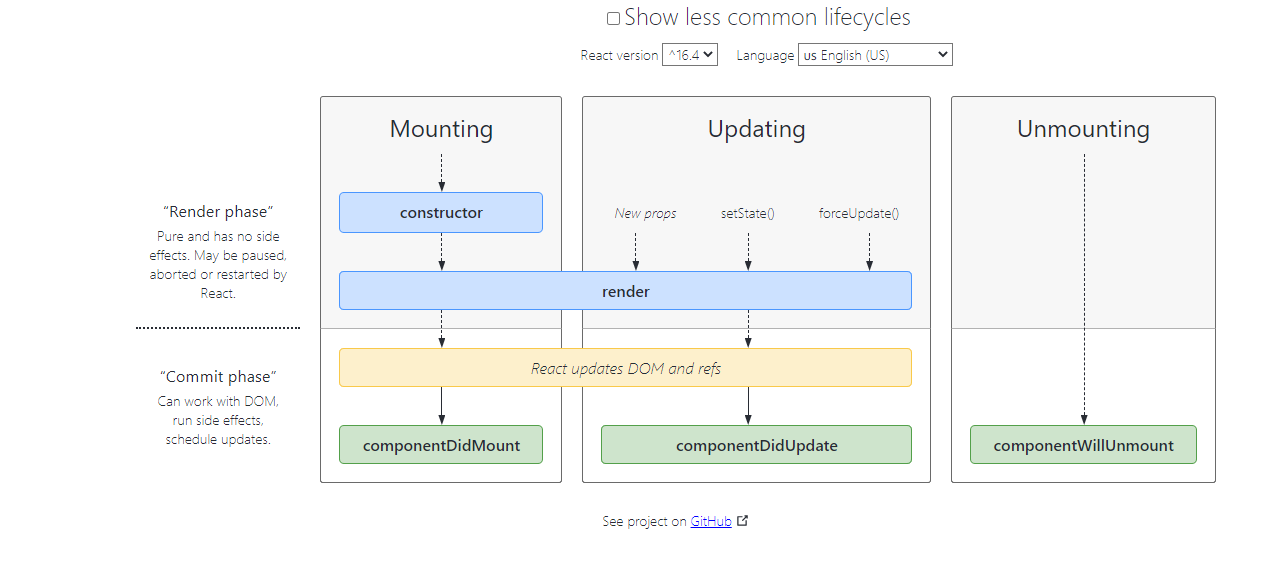 Show less common lifecycles
React version ^16.4 Language us English (US)
Mounting
Updating
Unmounting
“Render phase”
Pure and has no side
effects. May be paused,
aborted or restarted by
React.
constructor
New props
setState()
forceUpdate()
render
“Commit phase”
Can work with DOM,
run side effects,
schedule updates.
React updates DOM and refs
componentDidMount
componentDidUpdate
componentWillUnmount
See project on GitHub